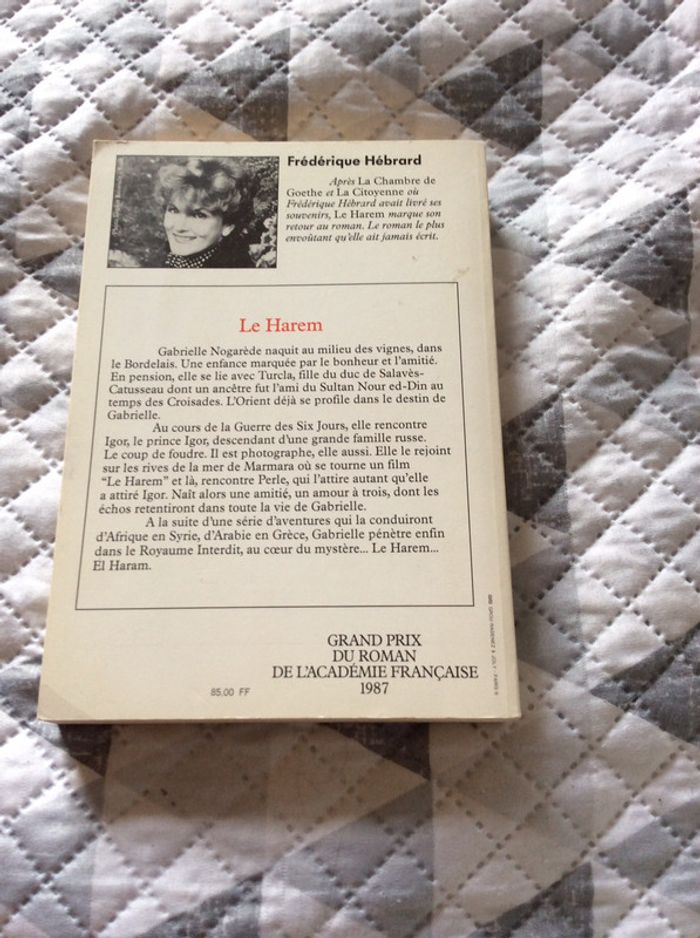 Frédérique Hébrard
Après La Chambre de
Goethe et La Citoyenne où
Frédérique Hébrard avait livré ses
souvenirs, Le Harem marque son
retour au roman. Le roman le plus
envoûtant qu'elle ait jamais écrit.
Le Harem
Gabrielle Nogarède naquit au milieu des vignes, dans
le Bordelais. Une enfance marquée par le bonheur et l'amitié.
En pension, elle se lie avec Turcla, fille du duc de Salavès-
Catusseau dont un ancêtre fut l'ami du Sultan Nour ed-Din au
temps des Croisades. L'Orient déjà se profile dans le destin de
Gabrielle.
Au cours de la Guerre des Six Jours, elle rencontre
Igor, le prince Igor, descendant d'une grande famille russe.
Le coup de foudre. Il est photographe, elle aussi. Elle le rejoint
sur les rives de la mer de Marmara où se tourne un film
"Le Harem" et là, rencontre Perle, qui l'attire autant qu'elle
a attiré Igor. Naît alors une amitié, un amour à trois, dont les
échos retentiront dans toute la vie de Gabrielle.
A la suite d'une série d'aventures qui la conduiront
d'Afrique en Syrie, d'Arabie en Grèce, Gabrielle pénètre enfin
dans le Royaume Interdit, au cœur du mystère... Le Harem...
El Haram.
GRAND PRIX
DU ROMAN
DE L'ACADÉMIE FRANÇAISE
1987
85.00 FF